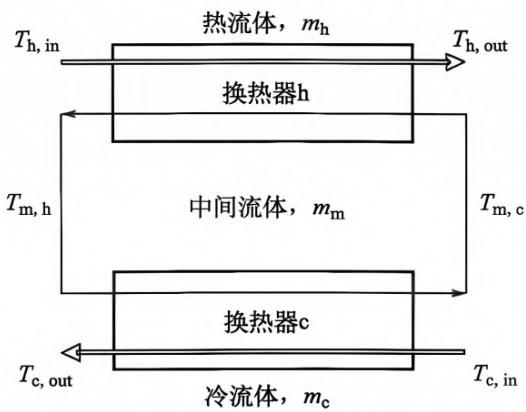 热流体，m_h
T_h, in
T_h, out
换热器h
T_m, h
中间流体，m_m
T_m, c
换热器c
T_c, out
T_c, in
冷流体，m_c